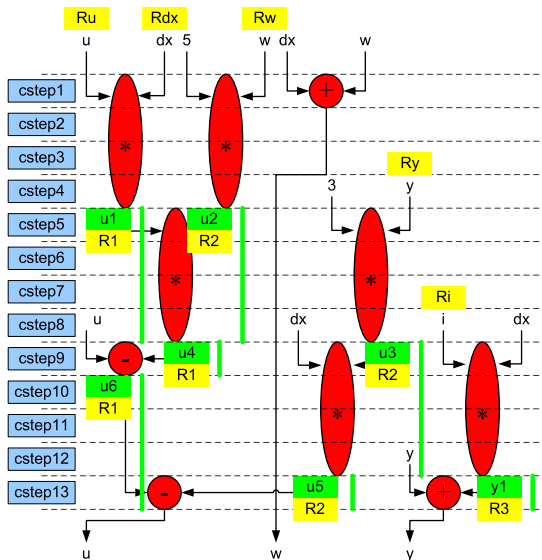 Ru Rdx Rw
u dx 5 w dx w
cstep1 +
cstep2
cstep3 * *
cstep4 Ry
3 y
cstep5 u1 u2
R1 R2
cstep6
cstep7 * *
Ri
cstep8 u dx i dx
cstep9 - u4 u3
R1 R2
cstep10 u6
R1
cstep11 * *
cstep12 y
cstep13 - u5 + y1
R2 R3
u w y